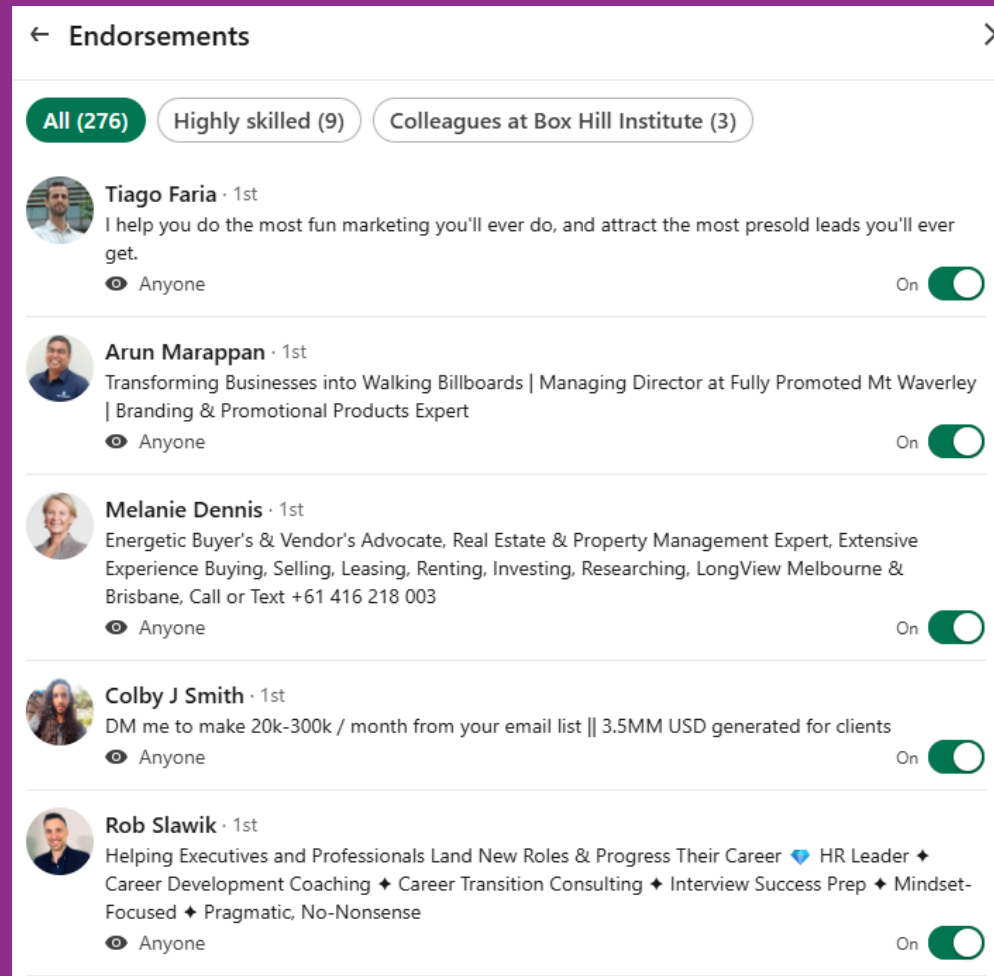 ← Endorsements
All (276) Highly skilled (9) Colleagues at Box Hill Institute (3)
Tiago Faria · 1st
I help you do the most fun marketing you'll ever do, and attract the most presold leads you'll ever
get.
Anyone On
Arun Marappan · 1st
Transforming Businesses into Walking Billboards | Managing Director at Fully Promoted Mt Waverley
| Branding & Promotional Products Expert
Anyone On
Melanie Dennis · 1st
Energetic Buyer's & Vendor's Advocate, Real Estate & Property Management Expert, Extensive
Experience Buying, Selling, Leasing, Renting, Investing, Researching, LongView Melbourne &
Brisbane, Call or Text +61 416 218 003
Anyone On
Colby J Smith · 1st
DM me to make 20k-300k / month from your email list || 3.5MM USD generated for clients
Anyone On
Rob Slawik · 1st
Helping Executives and Professionals Land New Roles & Progress Their Career 💎 HR Leader ✦
Career Development Coaching ✦ Career Transition Consulting ✦ Interview Success Prep ✦ Mindset-
Focused ✦ Pragmatic, No-Nonsense
Anyone On